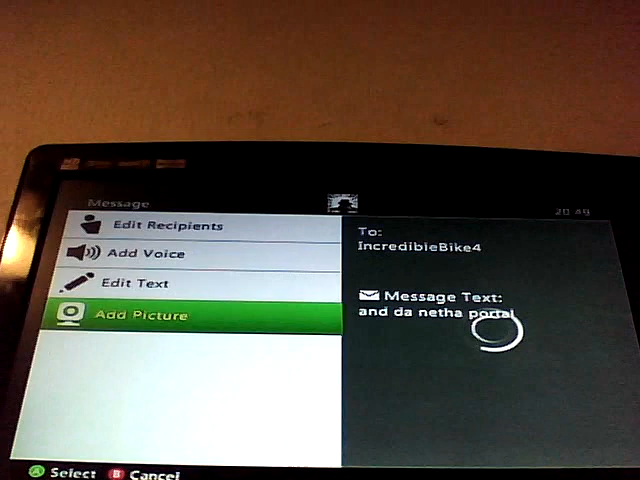 Message
20:49
Edit Recipients
Add Voice
Edit Text
Add Picture
To:
IncredibleBike4
Message Text:
and da netha portal
A Select B Cancel